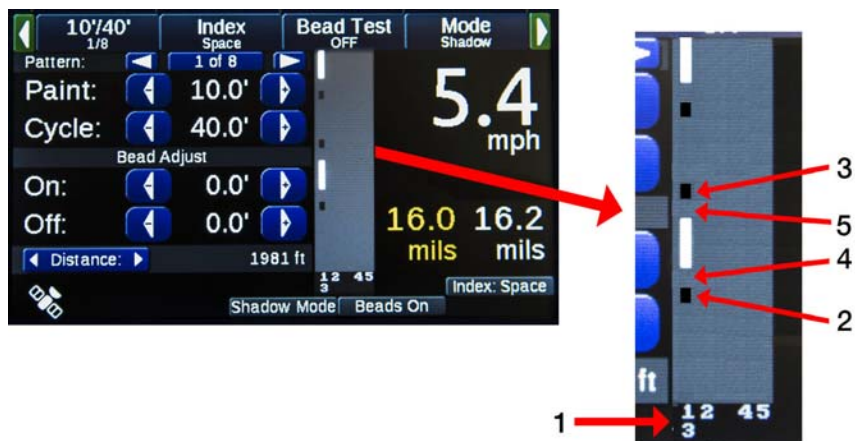 10'/40'
1/8
Index
Space
Bead Test
OFF
Mode
Shadow
Pattern:
1 of 8
Paint:
10.0'
Cycle:
40.0'
5.4
mph
Bead Adjust
On:
0.0'
Off:
0.0'
16.0
mils
16.2
mils
Distance:
1981 ft
12 45
3
Index: Space
Shadow Mode
Beads On
3
5
4
2
ft
1
12 45
3